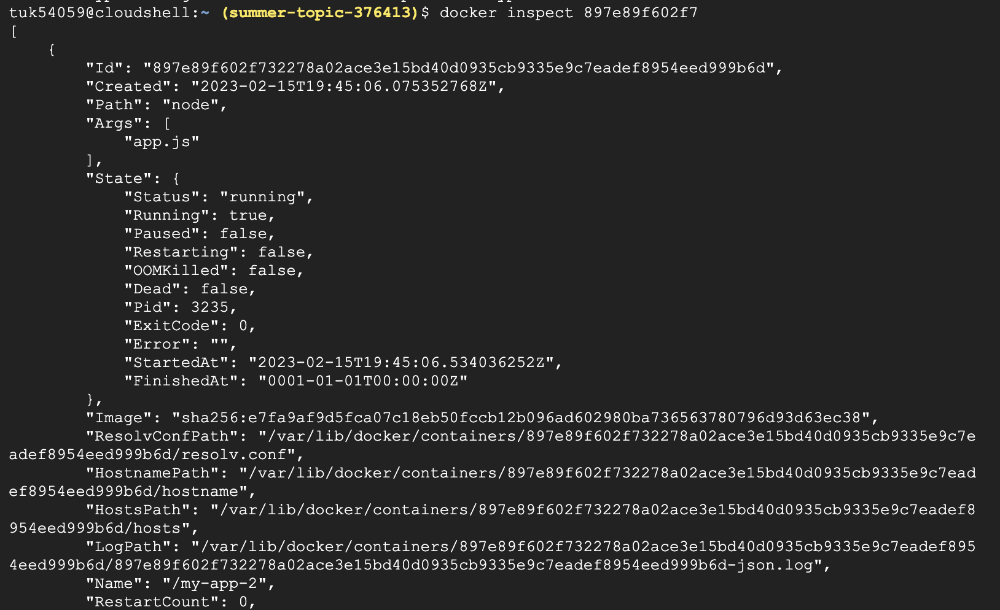 tuk54059@cloudshell:~ (summer-topic-376413)$ docker inspect 897e89f602f7
[
    {
        "Id": "897e89f602f732278a02ace3e15bd40d0935cb9335e9c7eadef8954eed999b6d",
        "Created": "2023-02-15T19:45:06.075352768Z",
        "Path": "node",
        "Args": [
            "app.js"
        ],
        "State": {
            "Status": "running",
            "Running": true,
            "Paused": false,
            "Restarting": false,
            "OOMKilled": false,
            "Dead": false,
            "Pid": 3235,
            "ExitCode": 0,
            "Error": "",
            "StartedAt": "2023-02-15T19:45:06.534036252Z",
            "FinishedAt": "0001-01-01T00:00:00Z"
        },
        "Image": "sha256:e7fa9af9d5fca07c18eb50fccb12b096ad602980ba736563780796d93d63ec38",
        "ResolvConfPath": "/var/lib/docker/containers/897e89f602f732278a02ace3e15bd40d0935cb9335e9c7e
adef8954eed999b6d/resolv.conf",
        "HostnamePath": "/var/lib/docker/containers/897e89f602f732278a02ace3e15bd40d0935cb9335e9c7ead
ef8954eed999b6d/hostname",
        "HostsPath": "/var/lib/docker/containers/897e89f602f732278a02ace3e15bd40d0935cb9335e9c7eadef8
954eed999b6d/hosts",
        "LogPath": "/var/lib/docker/containers/897e89f602f732278a02ace3e15bd40d0935cb9335e9c7eadef895
4eed999b6d/897e89f602f732278a02ace3e15bd40d0935cb9335e9c7eadef8954eed999b6d-json.log",
        "Name": "/my-app-2",
        "RestartCount": 0,